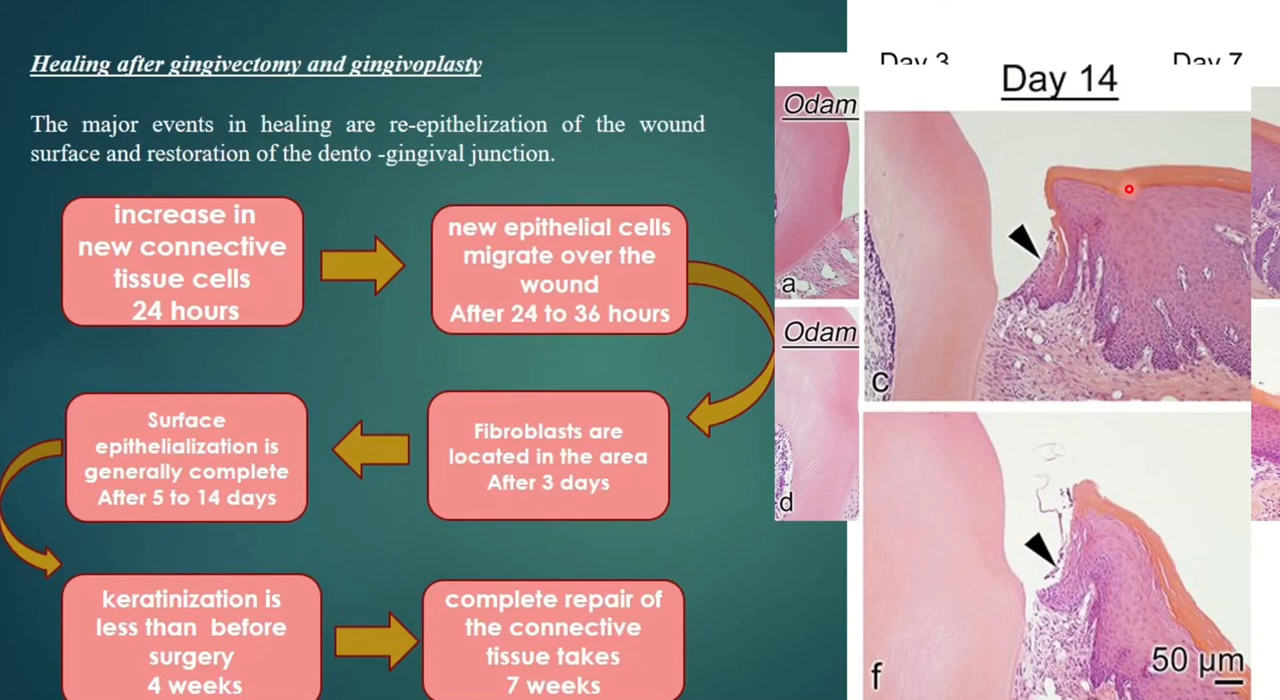 Healing after gingivectomy and gingivoplasty
The major events in healing are re-epithelization of the wound
surface and restoration of the dento -gingival junction.
increase in
new connective
tissue cells
24 hours
new epithelial cells
migrate over the
wound
After 24 to 36 hours
Fibroblasts are
located in the area
After 3 days
Surface
epithelialization is
generally complete
After 5 to 14 days
keratinization is
less than before
surgery
4 weeks
complete repair of
the connective
tissue takes
7 weeks
Day 3
Day 7
Day 14
Odam
a
c
Odam
d
f
50 µm